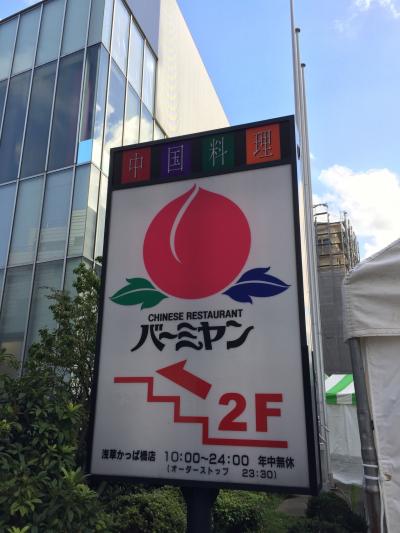 中国料理
CHINESE RESTAURANT
バーミヤン
2F
浅草かっぱ橋店 10:00~24:00 年中無休
(オーダーストップ 23:30)